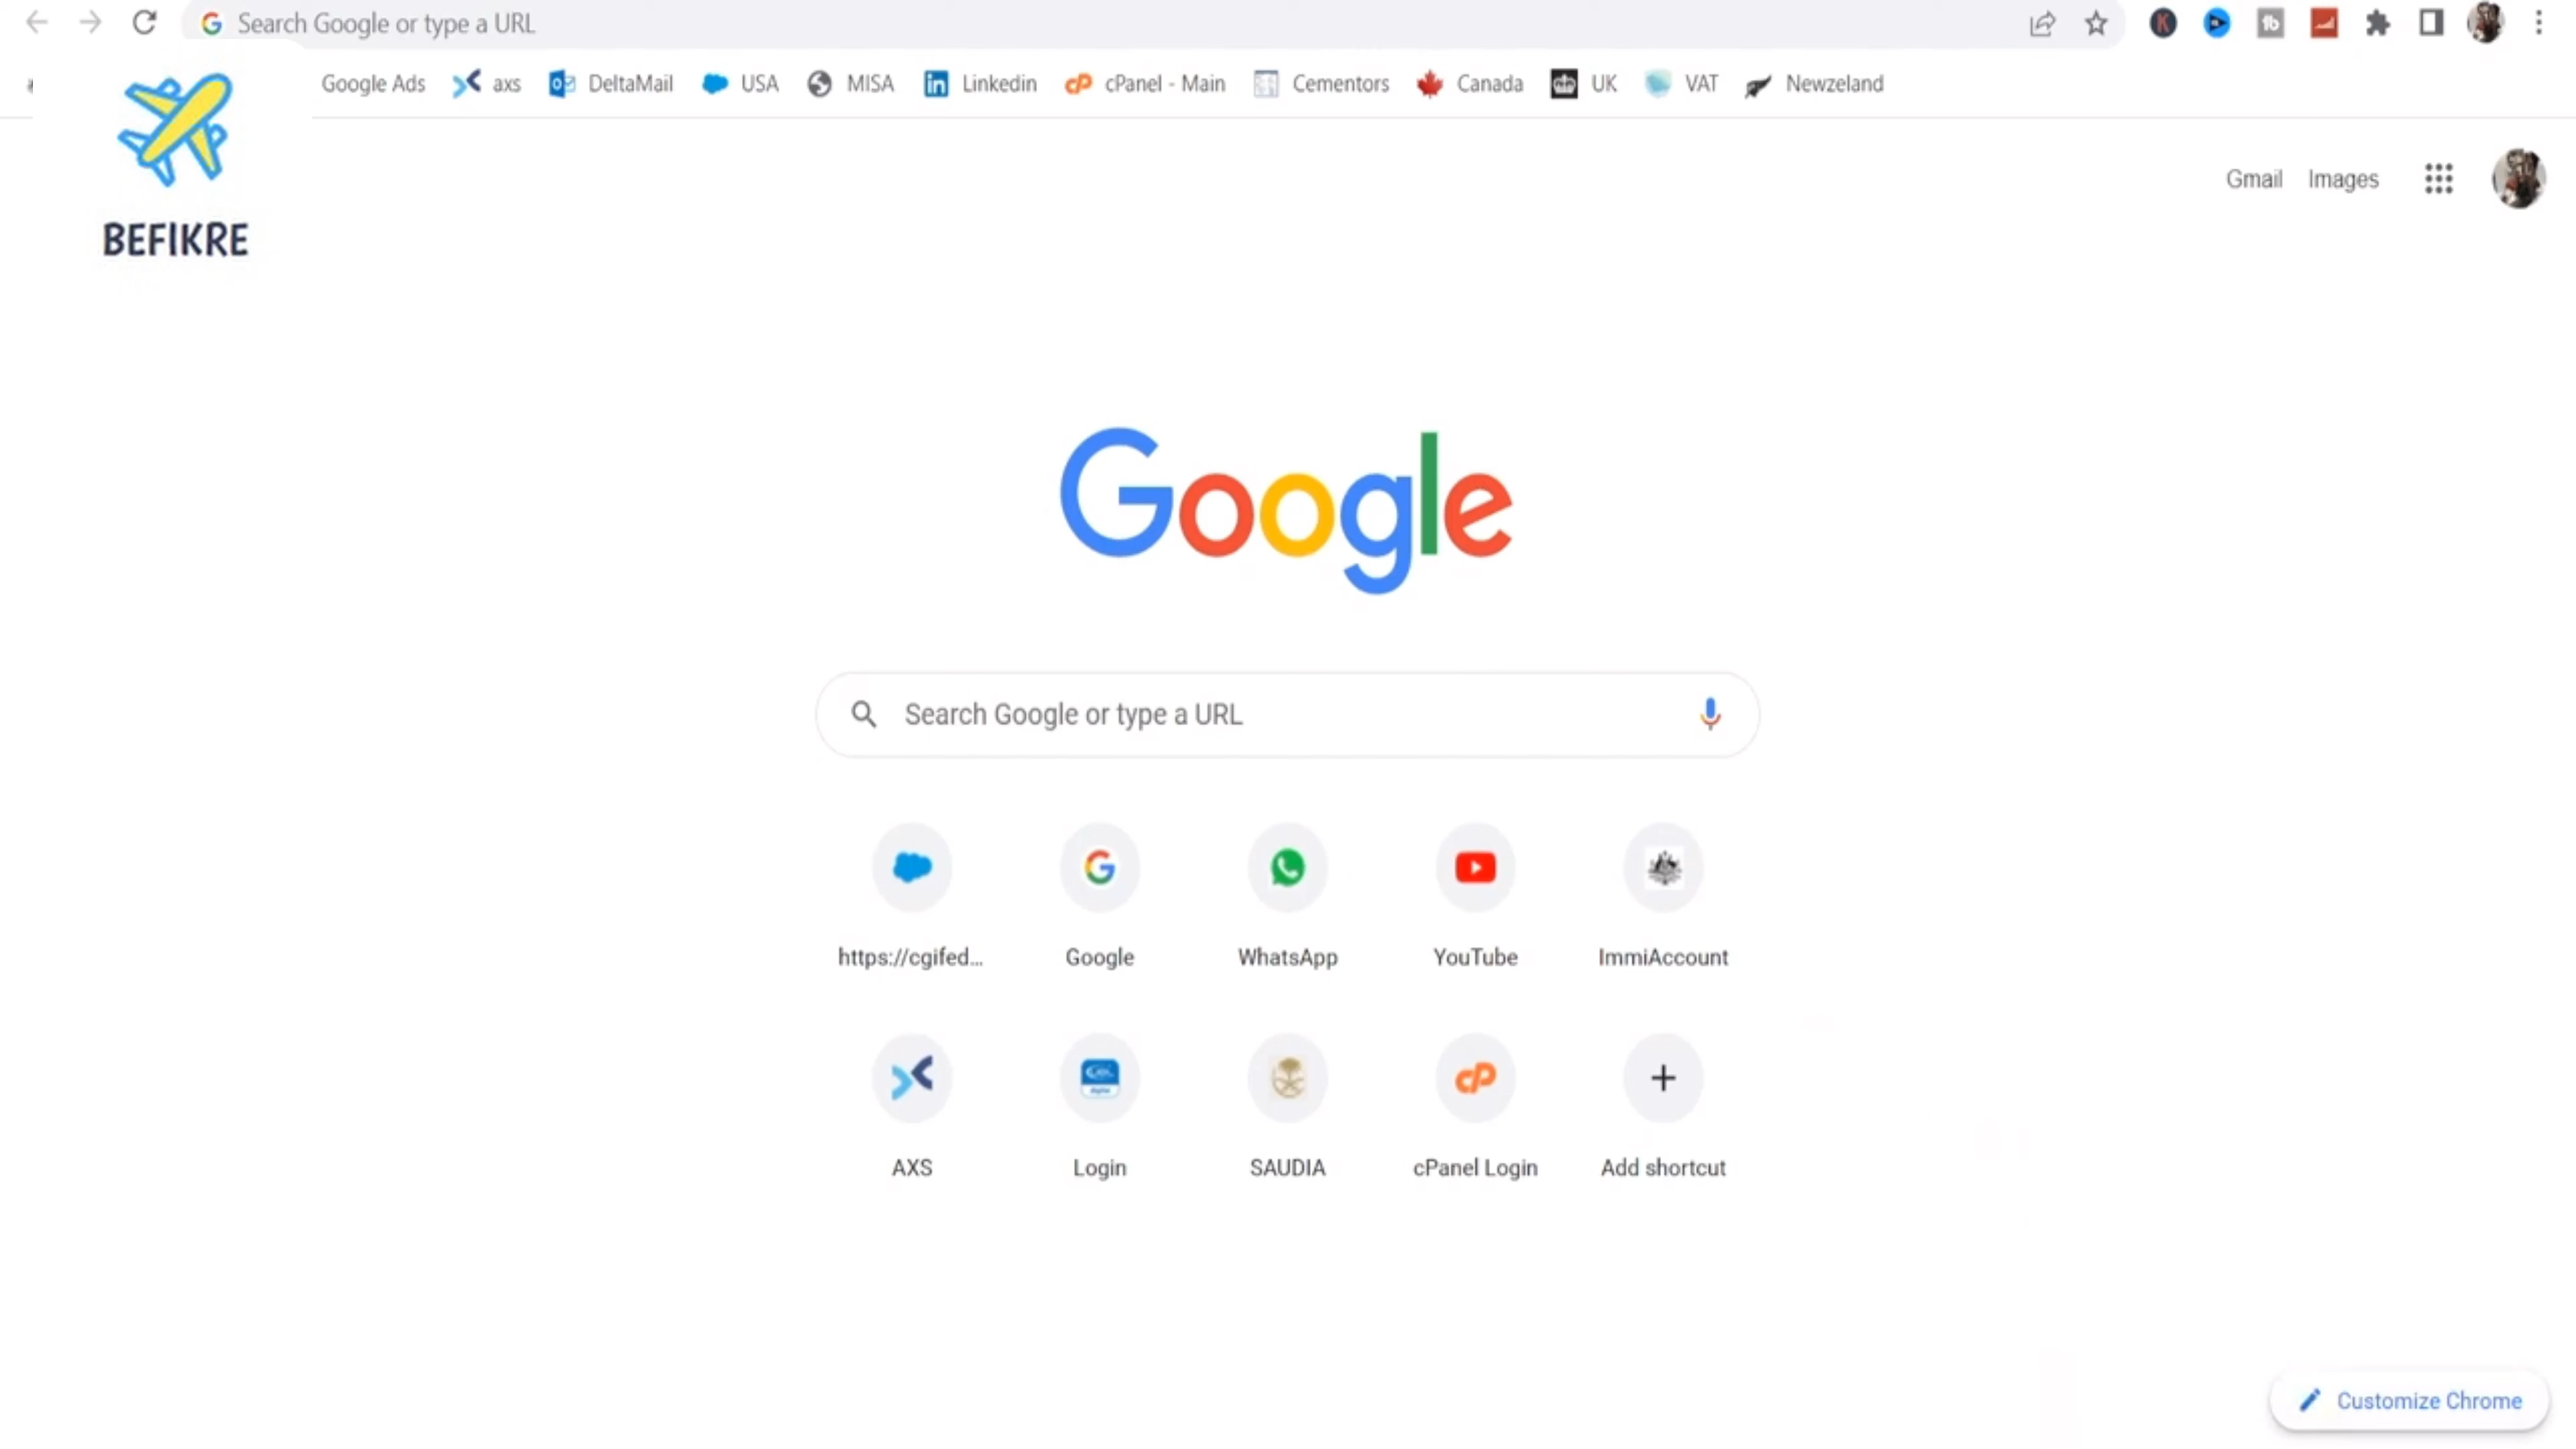 Search Google or type a URL
Google Ads axs DeltaMail USA MISA Linkedin cPanel - Main Cementors Canada UK VAT Newzeland
BEFIKRE
Gmail Images
Google
Search Google or type a URL
https://cgifed... Google WhatsApp YouTube ImmiAccount
AXS Login SAUDIA cPanel Login Add shortcut
Customize Chrome